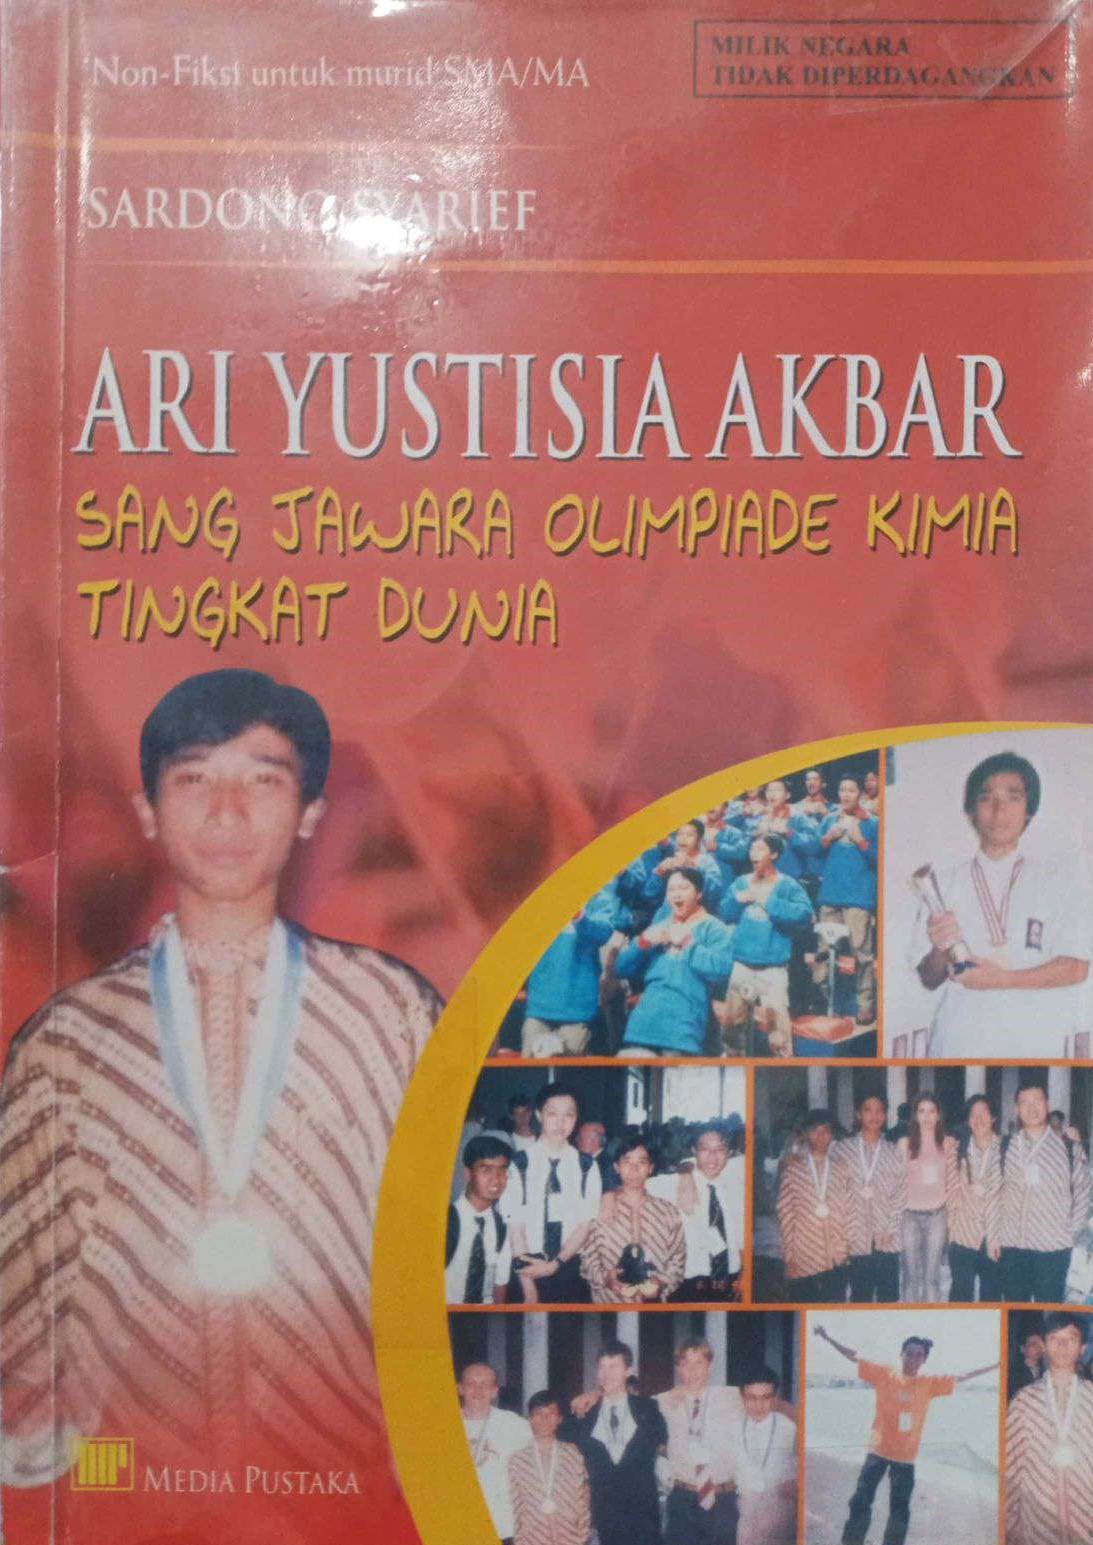 Non-Fiksi untuk murid SMA/MA
MILIK NEGARA
TIDAK DIPERDAGANGKAN
SARDONO SYARIEF
ARI YUSTISIA AKBAR
SANG JAWARA OLIMPIADE KIMIA
TINGKAT DUNIA
MEDIA PUSTAKA